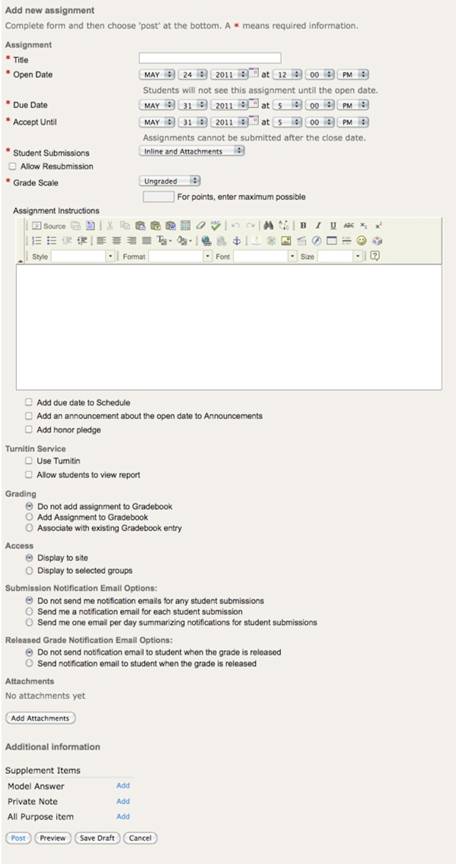 Add new assignment
Complete form and then choose 'post' at the bottom. A * means required information.
Assignment
* Title
* Open Date MAY 24 2011 at 12 00 PM
Students will not see this assignment until the open date.
* Due Date MAY 31 2011 at 5 00 PM
* Accept Until MAY 31 2011 at 5 00 PM
Assignments cannot be submitted after the close date.
* Student Submissions Inline and Attachments
Allow Resubmission
* Grade Scale Ungraded
For points, enter maximum possible
Assignment Instructions
Source B I U ABC x₂ x²
Style Format Font Size
Add due date to Schedule
Add an announcement about the open date to Announcements
Add honor pledge
Turnitin Service
Use Turnitin
Allow students to view report
Grading
Do not add assignment to Gradebook
Add Assignment to Gradebook
Associate with existing Gradebook entry
Access
Display to site
Display to selected groups
Submission Notification Email Options:
Do not send me notification emails for any student submissions
Send me a notification email for each student submission
Send me one email per day summarizing notifications for student submissions
Released Grade Notification Email Options:
Do not send notification email to student when the grade is released
Send notification email to student when the grade is released
Attachments
No attachments yet
Add Attachments
Additional information
Supplement Items
Model Answer Add
Private Note Add
All Purpose item Add
Post Preview Save Draft Cancel